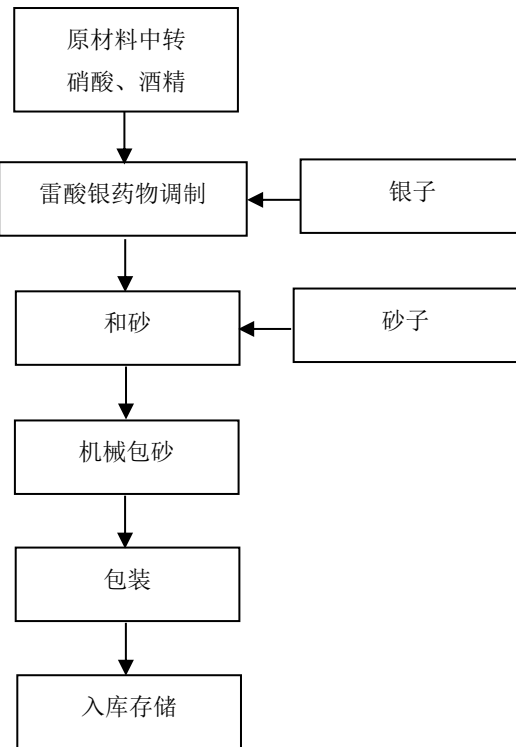 原材料中转
硝酸、酒精
雷酸银药物调制
银子
和砂
砂子
机械包砂
包装
入库存储